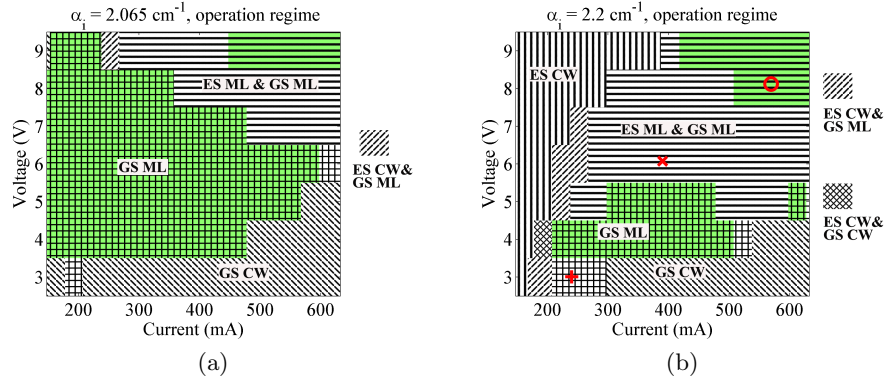 α_i = 2.065 cm⁻¹, operation regime
Voltage (V)
9
8
7
6
5
4
3
ES ML & GS ML
GS ML
GS CW
200 300 400 500 600
Current (mA)
ES CW&
GS ML
(a)
α_i = 2.2 cm⁻¹, operation regime
Voltage (V)
9
8
7
6
5
4
3
ES CW
ES ML & GS ML
GS ML
GS CW
200 300 400 500 600
Current (mA)
ES CW&
GS ML
ES CW&
GS CW
(b)